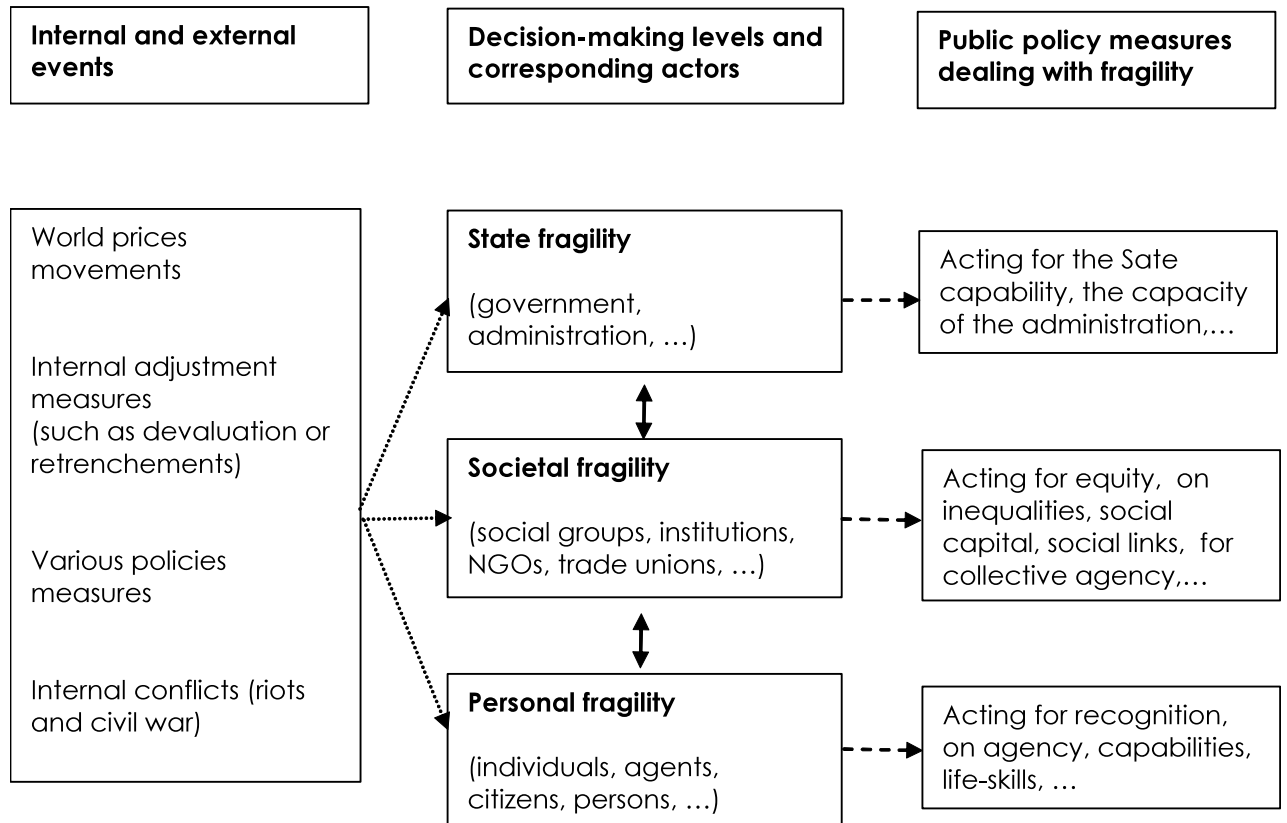 Internal and external
events
Decision-making levels and
corresponding actors
Public policy measures
dealing with fragility
World prices
movements
Internal adjustment
measures
(such as devaluation or
retrenchements)
Various policies
measures
Internal conflicts (riots
and civil war)
State fragility
(government,
administration, …)
Societal fragility
(social groups, institutions,
NGOs, trade unions, …)
Personal fragility
(individuals, agents,
citizens, persons, …)
Acting for the Sate
capability, the capacity
of the administration,…
Acting for equity,  on
inequalities, social
capital, social links,  for
collective agency,…
Acting for recognition,
on agency, capabilities,
life-skills, …